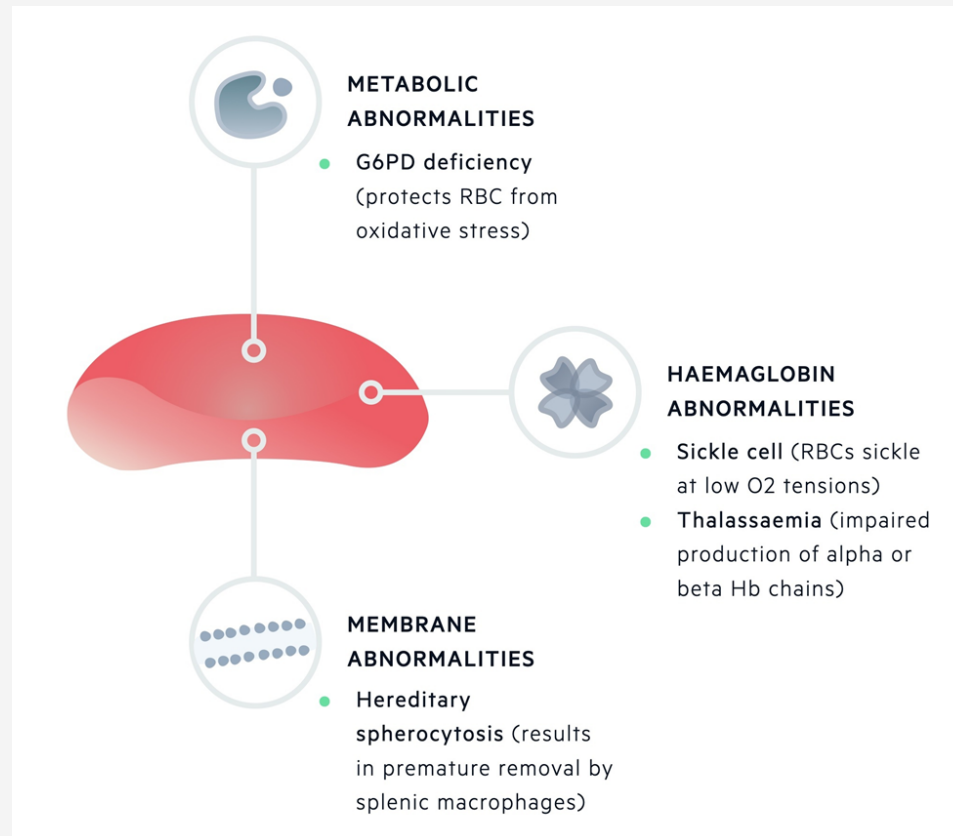 METABOLIC
ABNORMALITIES
G6PD deficiency
(protects RBC from
oxidative stress)
HAEMAGLOBIN
ABNORMALITIES
Sickle cell (RBCs sickle
at low O2 tensions)
Thalassaemia (impaired
production of alpha or
beta Hb chains)
MEMBRANE
ABNORMALITIES
Hereditary
spherocytosis (results
in premature removal by
splenic macrophages)